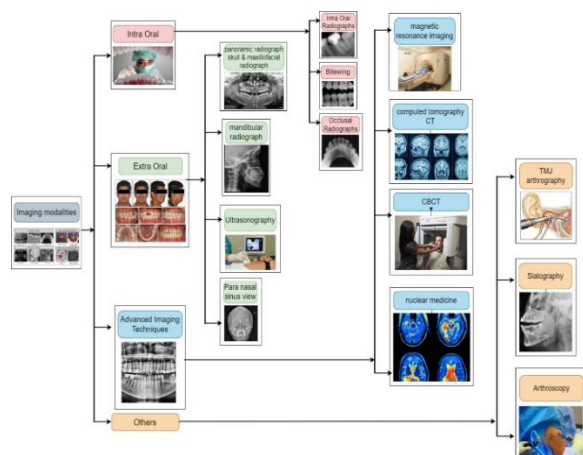 Imaging modalities
Intra Oral
Extra Oral
Advanced Imaging
Techniques
Others
panoramic radiograph
skull & maxillofacial
radiograph
mandibular
radiograph
Ultrasonography
Para nasal
sinus view
Intra Oral
Radiographs
Bitewing
Occlusel
Radiographs
magnetic
resonance imaging
computed tomography
CT
CBCT
nuclear medicine
TMJ
arthrography
Sialography
Arthroscopy